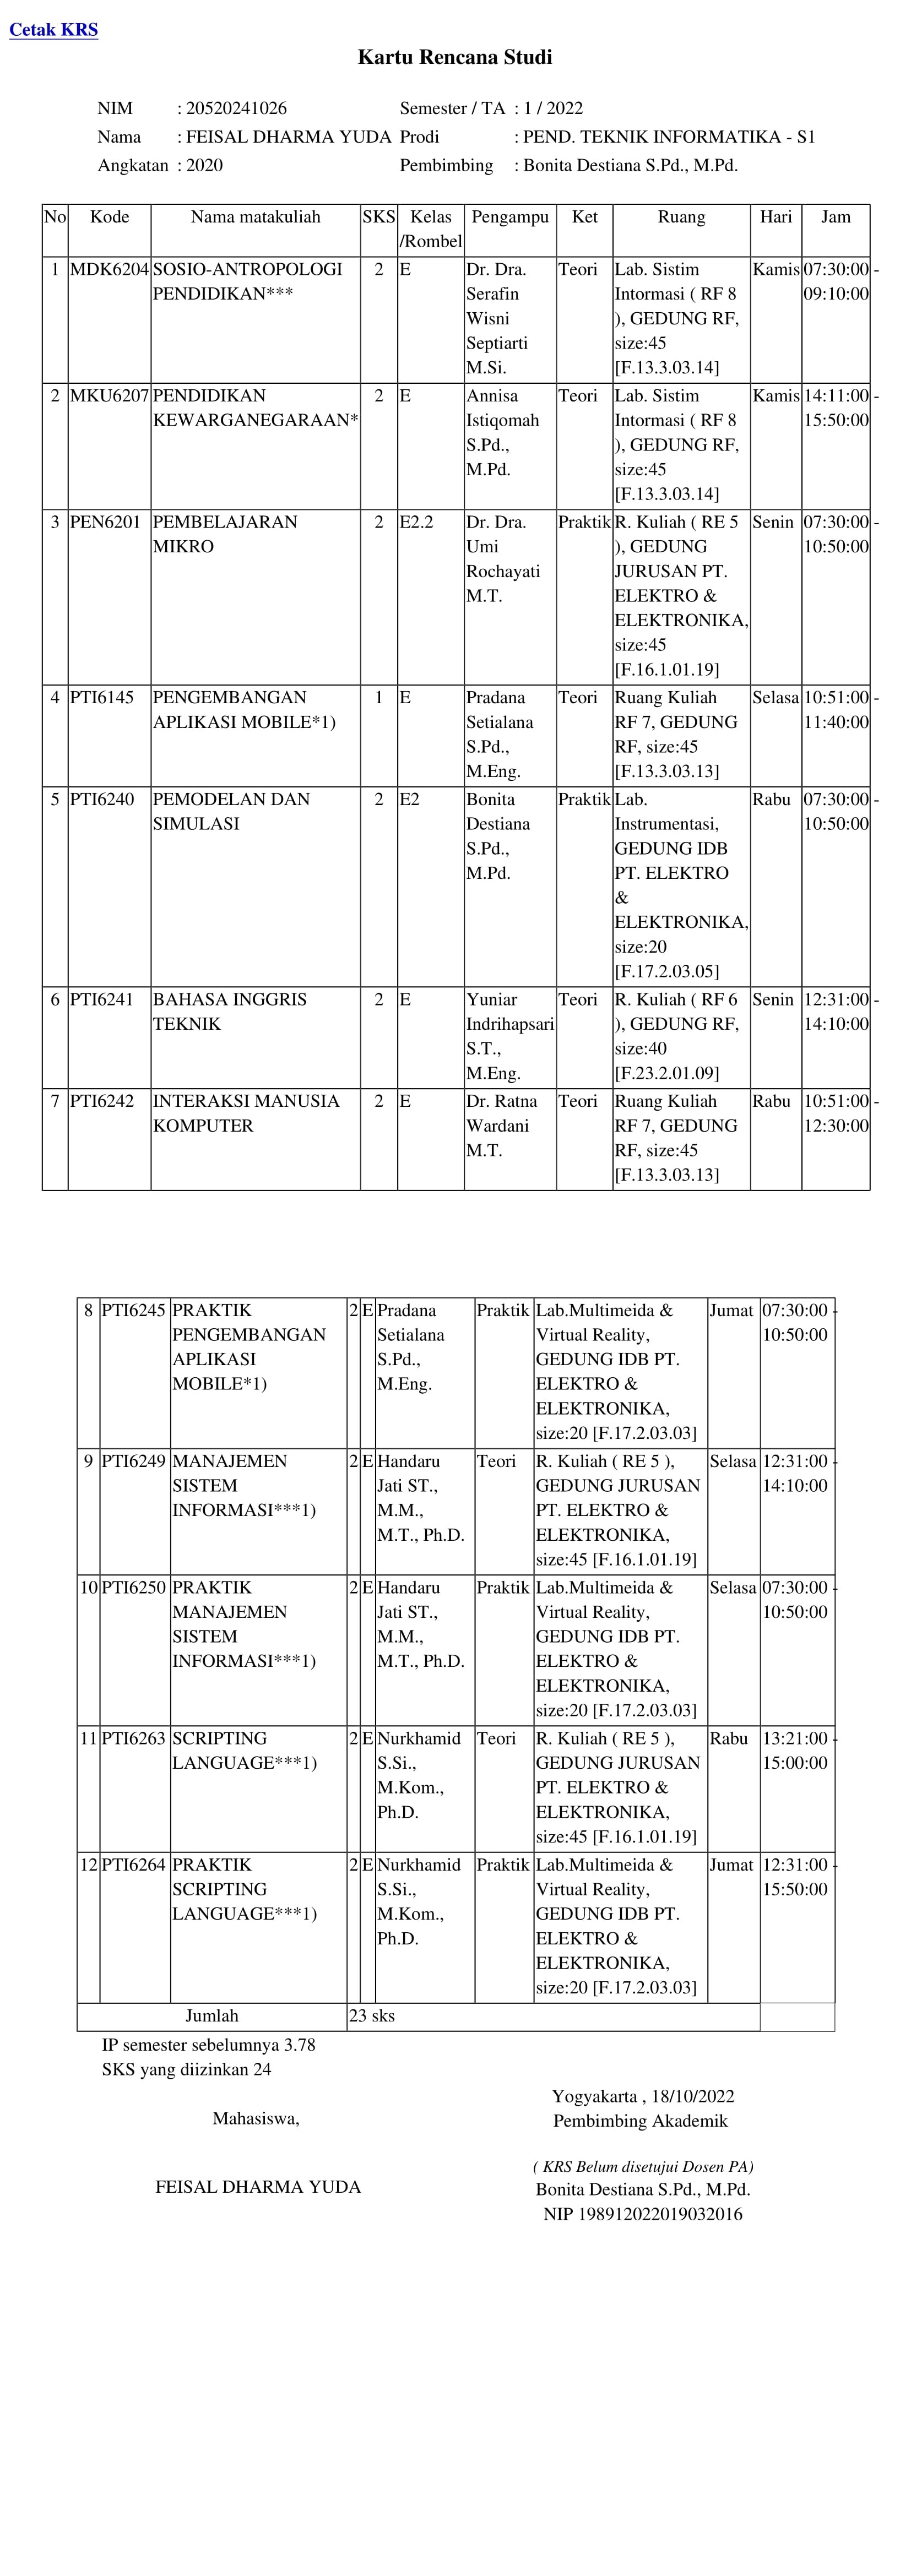 Cetak KRS
Kartu Rencana Studi
NIM : 20520241026 Semester / TA : 1 / 2022
Nama : FEISAL DHARMA YUDA Prodi : PEND. TEKNIK INFORMATIKA - S1
Angkatan : 2020 Pembimbing : Bonita Destiana S.Pd., M.Pd.
No Kode Nama matakuliah SKS Kelas Pengampu Ket Ruang Hari Jam
/Rombel
1 MDK6204 SOSIO-ANTROPOLOGI 2 E Dr. Dra. Teori Lab. Sistim Kamis 07:30:00 -
PENDIDIKAN*** Serafin Intormasi ( RF 8 09:10:00
Wisni ), GEDUNG RF,
Septiarti size:45
M.Si. [F.13.3.03.14]
2 MKU6207 PENDIDIKAN 2 E Annisa Teori Lab. Sistim Kamis 14:11:00 -
KEWARGANEGARAAN* Istiqomah Intormasi ( RF 8 15:50:00
S.Pd., ), GEDUNG RF,
M.Pd. size:45
[F.13.3.03.14]
3 PEN6201 PEMBELAJARAN 2 E2.2 Dr. Dra. Praktik R. Kuliah ( RE 5 Senin 07:30:00 -
MIKRO Umi ), GEDUNG 10:50:00
Rochayati JURUSAN PT.
M.T. ELEKTRO &
ELEKTRONIKA,
size:45
[F.16.1.01.19]
4 PTI6145 PENGEMBANGAN 1 E Pradana Teori Ruang Kuliah Selasa 10:51:00 -
APLIKASI MOBILE*1) Setialana RF 7, GEDUNG 11:40:00
S.Pd., RF, size:45
M.Eng. [F.13.3.03.13]
5 PTI6240 PEMODELAN DAN 2 E2 Bonita Praktik Lab. Rabu 07:30:00 -
SIMULASI Destiana Instrumentasi, 10:50:00
S.Pd., GEDUNG IDB
M.Pd. PT. ELEKTRO
&
ELEKTRONIKA,
size:20
[F.17.2.03.05]
6 PTI6241 BAHASA INGGRIS 2 E Yuniar Teori R. Kuliah ( RF 6 Senin 12:31:00 -
TEKNIK Indrihapsari ), GEDUNG RF, 14:10:00
S.T., size:40
M.Eng. [F.23.2.01.09]
7 PTI6242 INTERAKSI MANUSIA 2 E Dr. Ratna Teori Ruang Kuliah Rabu 10:51:00 -
KOMPUTER Wardani RF 7, GEDUNG 12:30:00
M.T. RF, size:45
[F.13.3.03.13]
8 PTI6245 PRAKTIK 2 E Pradana Praktik Lab.Multimeida & Jumat 07:30:00 -
PENGEMBANGAN Setialana Virtual Reality, 10:50:00
APLIKASI S.Pd., GEDUNG IDB PT.
MOBILE*1) M.Eng. ELEKTRO &
ELEKTRONIKA,
size:20 [F.17.2.03.03]
9 PTI6249 MANAJEMEN 2 E Handaru Teori R. Kuliah ( RE 5 ), Selasa 12:31:00 -
SISTEM Jati ST., GEDUNG JURUSAN 14:10:00
INFORMASI***1) M.M., PT. ELEKTRO &
M.T., Ph.D. ELEKTRONIKA,
size:45 [F.16.1.01.19]
10 PTI6250 PRAKTIK 2 E Handaru Praktik Lab.Multimeida & Selasa 07:30:00 -
MANAJEMEN Jati ST., Virtual Reality, 10:50:00
SISTEM M.M., GEDUNG IDB PT.
INFORMASI***1) M.T., Ph.D. ELEKTRO &
ELEKTRONIKA,
size:20 [F.17.2.03.03]
11 PTI6263 SCRIPTING 2 E Nurkhamid Teori R. Kuliah ( RE 5 ), Rabu 13:21:00 -
LANGUAGE***1) S.Si., GEDUNG JURUSAN 15:00:00
M.Kom., PT. ELEKTRO &
Ph.D. ELEKTRONIKA,
size:45 [F.16.1.01.19]
12 PTI6264 PRAKTIK 2 E Nurkhamid Praktik Lab.Multimeida & Jumat 12:31:00 -
SCRIPTING S.Si., Virtual Reality, 15:50:00
LANGUAGE***1) M.Kom., GEDUNG IDB PT.
Ph.D. ELEKTRO &
ELEKTRONIKA,
size:20 [F.17.2.03.03]
Jumlah 23 sks
IP semester sebelumnya 3.78
SKS yang diizinkan 24
Yogyakarta , 18/10/2022
Mahasiswa, Pembimbing Akademik
( KRS Belum disetujui Dosen PA)
FEISAL DHARMA YUDA Bonita Destiana S.Pd., M.Pd.
NIP 198912022019032016